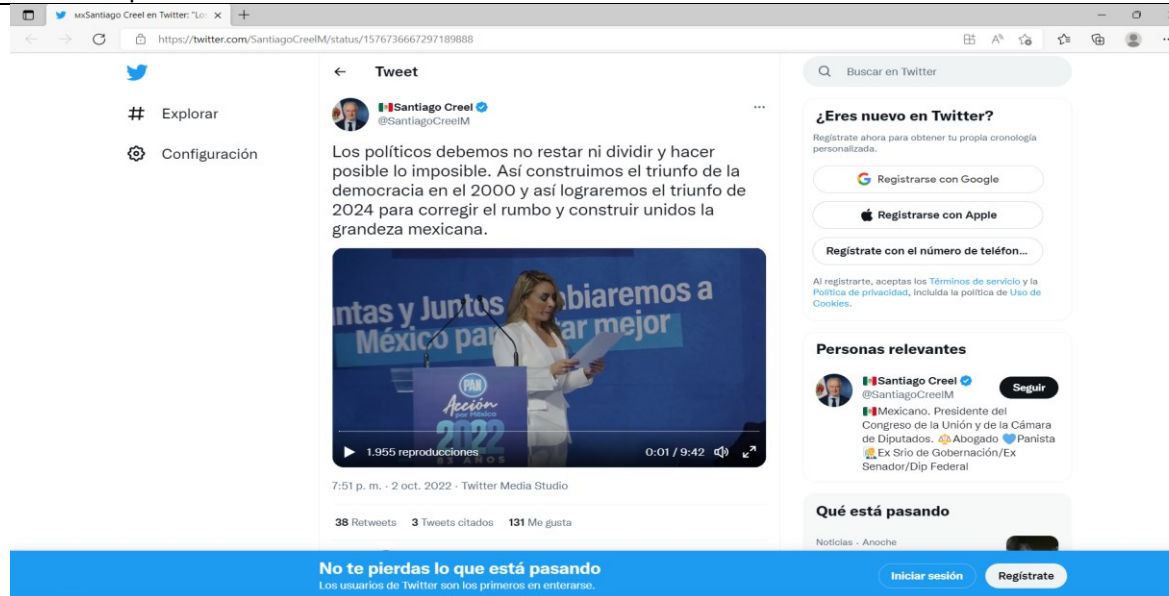 MXSantiago Creel en Twitter: "Lo
https://twitter.com/SantiagoCreelM/status/1576736667297189888
Explorar
Configuración
Tweet
Santiago Creel
@SantiagoCreelM
Los políticos debemos no restar ni dividir y hacer
posible lo imposible. Así construimos el triunfo de la
democracia en el 2000 y así lograremos el triunfo de
2024 para corregir el rumbo y construir unidos la
grandeza mexicana.
ntas y Juntos biaremos a
México par ar mejor
PAN
Acción
por México
2022
83 AÑOS
1.955 reproducciones
0:01 / 9:42
7:51 p. m. · 2 oct. 2022 · Twitter Media Studio
38 Retweets 3 Tweets citados 131 Me gusta
Buscar en Twitter
¿Eres nuevo en Twitter?
Regístrate ahora para obtener tu propia cronología
personalizada.
Registrarse con Google
Registrarse con Apple
Regístrate con el número de teléfon...
Al registrarte, aceptas los Términos de servicio y la
Política de privacidad, incluida la política de Uso de
Cookies.
Personas relevantes
Santiago Creel
@SantiagoCreelM
Seguir
Mexicano. Presidente del
Congreso de la Unión y de la Cámara
de Diputados. Abogado Panista
Ex Srio de Gobernación/Ex
Senador/Dip Federal
Qué está pasando
Noticias · Anoche
No te pierdas lo que está pasando
Los usuarios de Twitter son los primeros en enterarse.
Iniciar sesión
Regístrate